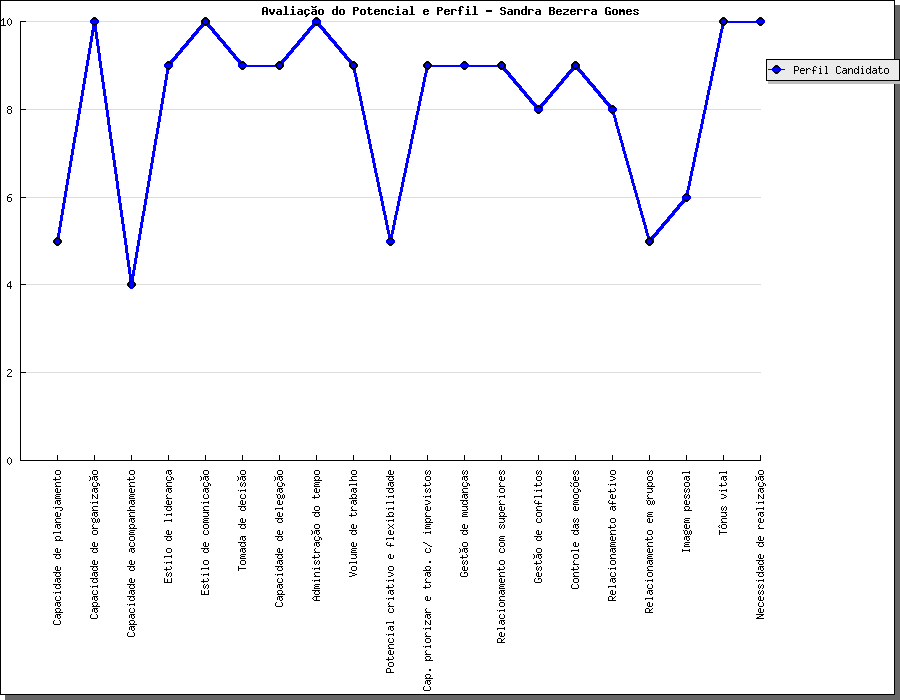 Avaliação do Potencial e Perfil - Sandra Bezerra Gomes
10
8
6
4
2
0
Perfil Candidato
Capacidade de planejamento
Capacidade de organização
Capacidade de acompanhamento
Estilo de liderança
Estilo de comunicação
Tomada de decisão
Capacidade de delegação
Administração do tempo
Volume de trabalho
Potencial criativo e flexibilidade
Cap. priorizar e trab. c/ imprevistos
Gestão de mudanças
Relacionamento com superiores
Gestão de conflitos
Controle das emoções
Relacionamento afetivo
Relacionamento em grupos
Imagem pessoal
Tônus vital
Necessidade de realização